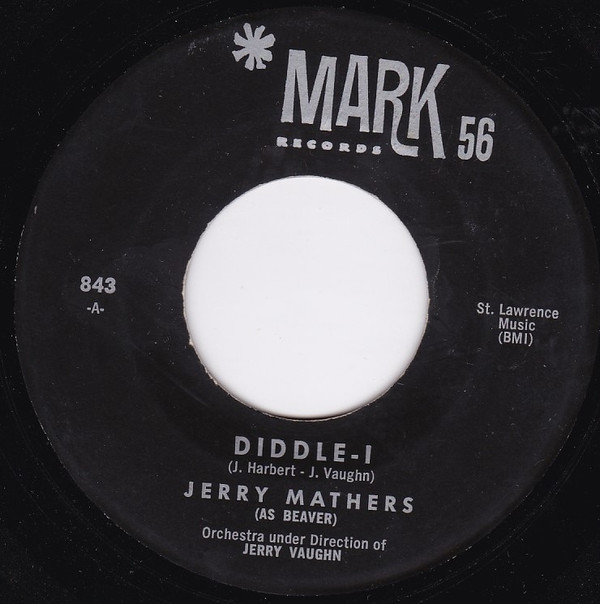 MARK 56
RECORDS
843
-A-
St. Lawrence
Music
(BMI)
DIDDLE-I
(J. Harbert - J. Vaughn)
JERRY MATHERS
(AS BEAVER)
Orchestra under Direction of
JERRY VAUGHN